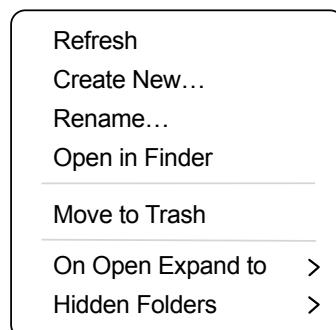 Refresh
Create New…
Rename…
Open in Finder
Move to Trash
On Open Expand to
Hidden Folders